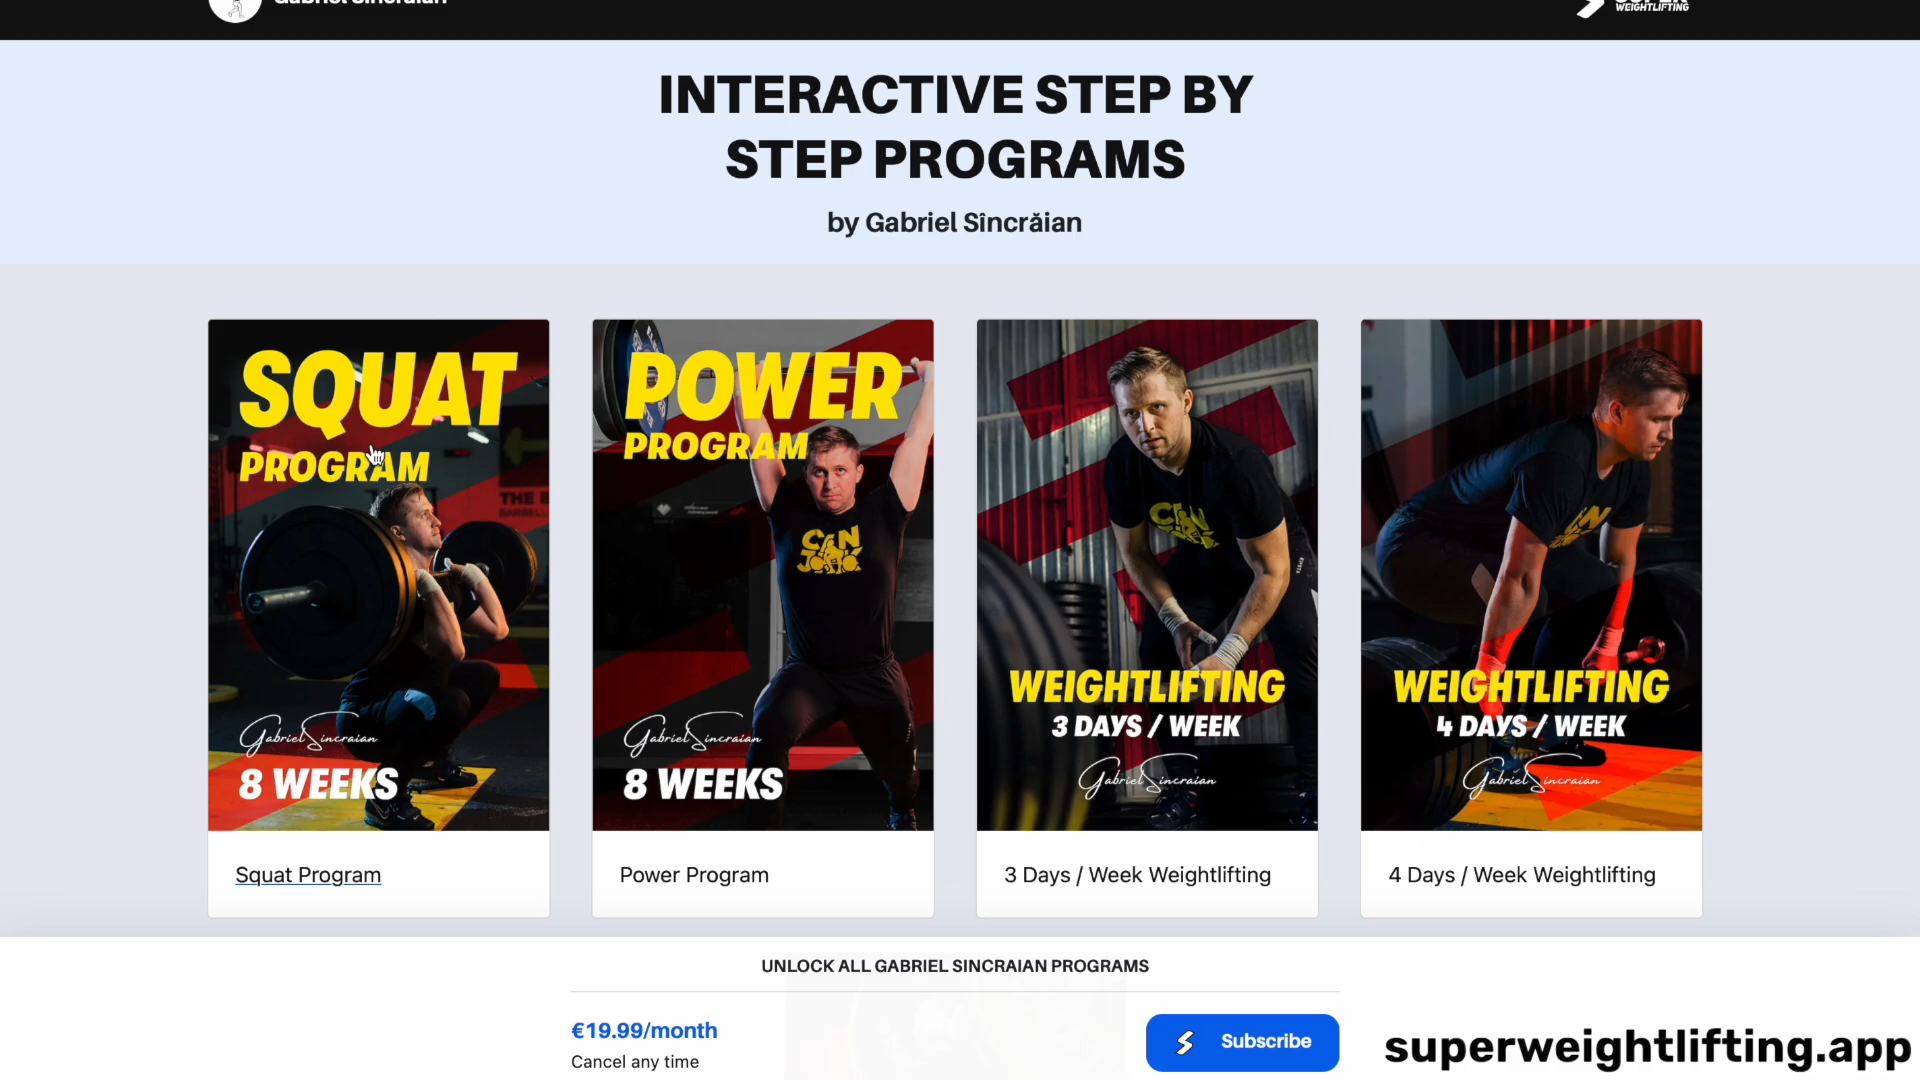 WEIGHTLIFTING
INTERACTIVE STEP BY
STEP PROGRAMS
by Gabriel Sîncrăian
SQUAT
PROGRAM
Gabriel Sincraian
8 WEEKS
Squat Program
POWER
PROGRAM
Gabriel Sincraian
8 WEEKS
Power Program
WEIGHTLIFTING
3 DAYS / WEEK
Gabriel Sincraian
3 Days / Week Weightlifting
WEIGHTLIFTING
4 DAYS / WEEK
Gabriel Sincraian
4 Days / Week Weightlifting
UNLOCK ALL GABRIEL SINCRAIAN PROGRAMS
€19.99/month
Cancel any time
Subscribe
superweightlifting.app